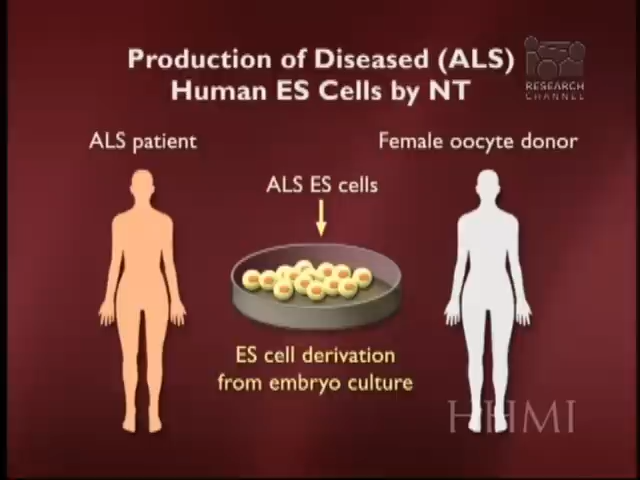 Production of Diseased (ALS)
Human ES Cells by NT
RESEARCH
CHANNEL
ALS patient
Female oocyte donor
ALS ES cells
ES cell derivation
from embryo culture
HHMI